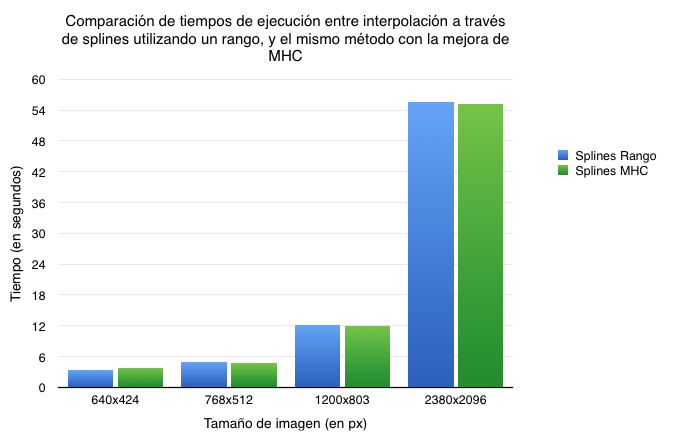 Comparación de tiempos de ejecución entre interpolación a través
de splines utilizando un rango, y el mismo método con la mejora de
MHC
Tiempo (en segundos)
60
54
48
42
36
30
24
18
12
6
0
640x424
768x512
1200x803
2380x2096
Tamaño de imagen (en px)
Splines Rango
Splines MHC